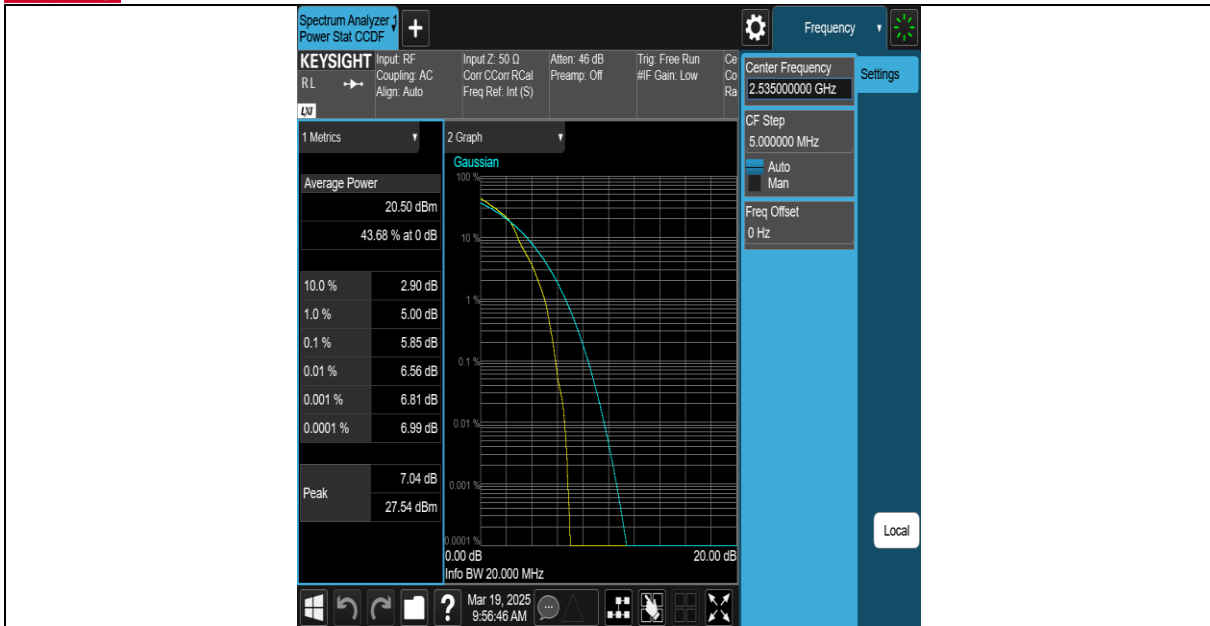 Spectrum Analyzer 1
Power Stat CCDF
+
Frequency
KEYSIGHT
RL
LXI
Input: RF
Coupling: AC
Align: Auto
Input Z: 50 Ω
Corr CCorr RCal
Freq Ref: Int (S)
Atten: 46 dB
Preamp: Off
Trig: Free Run
#IF Gain: Low
Ce
Co
Ra
Center Frequency
2.535000000 GHz
Settings
CF Step
5.000000 MHz
Auto
Man
Freq Offset
0 Hz
1 Metrics
Average Power
20.50 dBm
43.68 % at 0 dB
10.0 % 2.90 dB
1.0 % 5.00 dB
0.1 % 5.85 dB
0.01 % 6.56 dB
0.001 % 6.81 dB
0.0001 % 6.99 dB
Peak
7.04 dB
27.54 dBm
2 Graph
Gaussian
100 %
10 %
1 %
0.1 %
0.01 %
0.001 %
0.0001 %
0.00 dB 20.00 dB
Info BW 20.000 MHz
Local
?
Mar 19, 2025
9:56:46 AM